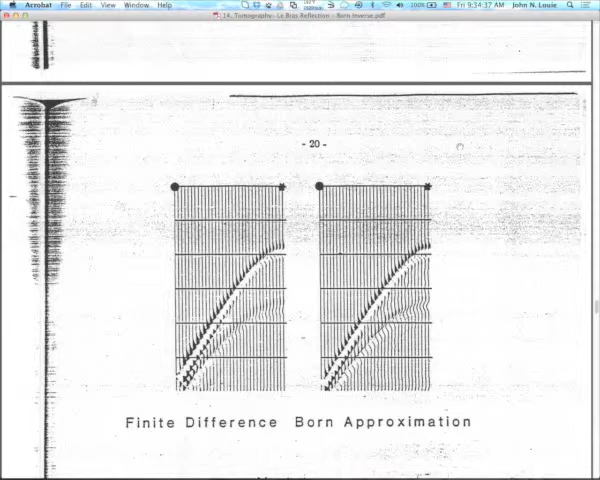 Acrobat File Edit View Window Help 100% Fri 9:34:37 AM John N. Louie
14. Tomography- Le Bras Reflection - Born Inverse.pdf
- 20 -
Finite Difference Born Approximation